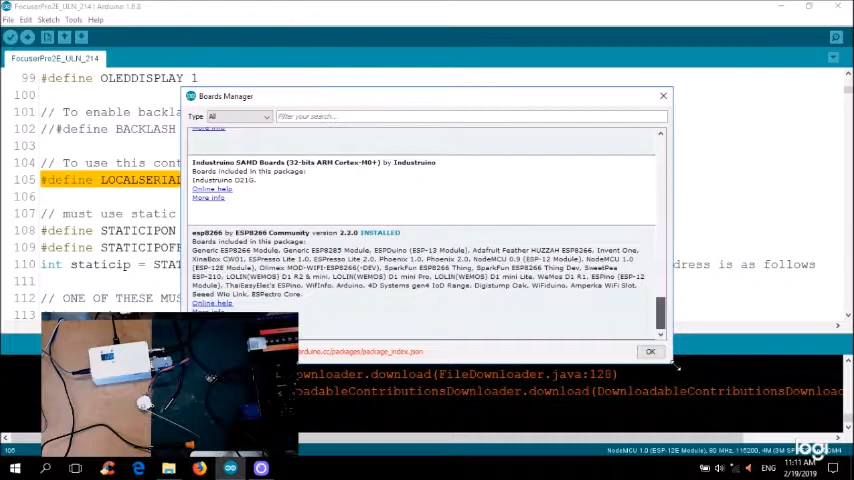 FocuserPro2E_ULN_214 | Arduino 1.8.8
File Edit Sketch Tools Help
FocuserPro2E_ULN_214
99 #define OLEDDISPLAY 1
100
101 // To enable backla
102 //#define BACKLASH
103
104 // To use this cont
105 #define LOCALSERIAL
106
107 // must use static
108 #define STATICIPON
109 #define STATICIPOFF
110 int staticip = STAT
dress is as follows
111
112 // ONE OF THESE MUS
113
Boards Manager
Type All Filter your search...
More info
Industruino SAMD Boards (32-bits ARM Cortex-M0+) by Industruino
Boards included in this package:
Industruino D21G.
Online help
More info
esp8266 by ESP8266 Community version 2.2.0 INSTALLED
Boards included in this package:
Generic ESP8266 Module, Generic ESP8285 Module, ESPDuino (ESP-13 Module), Adafruit Feather HUZZAH ESP8266, Invent One,
XinaBox CW01, ESPresso Lite 1.0, ESPresso Lite 2.0, Phoenix 1.0, Phoenix 2.0, NodeMCU 0.9 (ESP-12 Module), NodeMCU 1.0
(ESP-12E Module), Olimex MOD-WIFI-ESP8266(-DEV), SparkFun ESP8266 Thing, SparkFun ESP8266 Thing Dev, SweetPea
ESP-210, LOLIN(WEMOS) D1 R2 & mini, LOLIN(WEMOS) D1 mini Pro, LOLIN(WEMOS) D1 mini Lite, WeMos D1 R1, ESPino (ESP-12
Module), ThaiEasyElec's ESPino, WifInfo, Arduino, 4D Systems gen4 IoD Range, Digistump Oak, WiFiduino, Amperka WiFi Slot,
Seeed Wio Link, ESPectro Core.
Online help
More info
arduino.cc/packages/package_index.json
OK
ownloader.download(FileDownloader.java:128)
oadableContributionsDownloader.download(DownloadableContributionsDownload
105
NodeMCU 1.0 (ESP-12E Module), 80 MHz, 115200, 4M (3M
COM4
logi
ENG
11:11 AM
2/19/2019